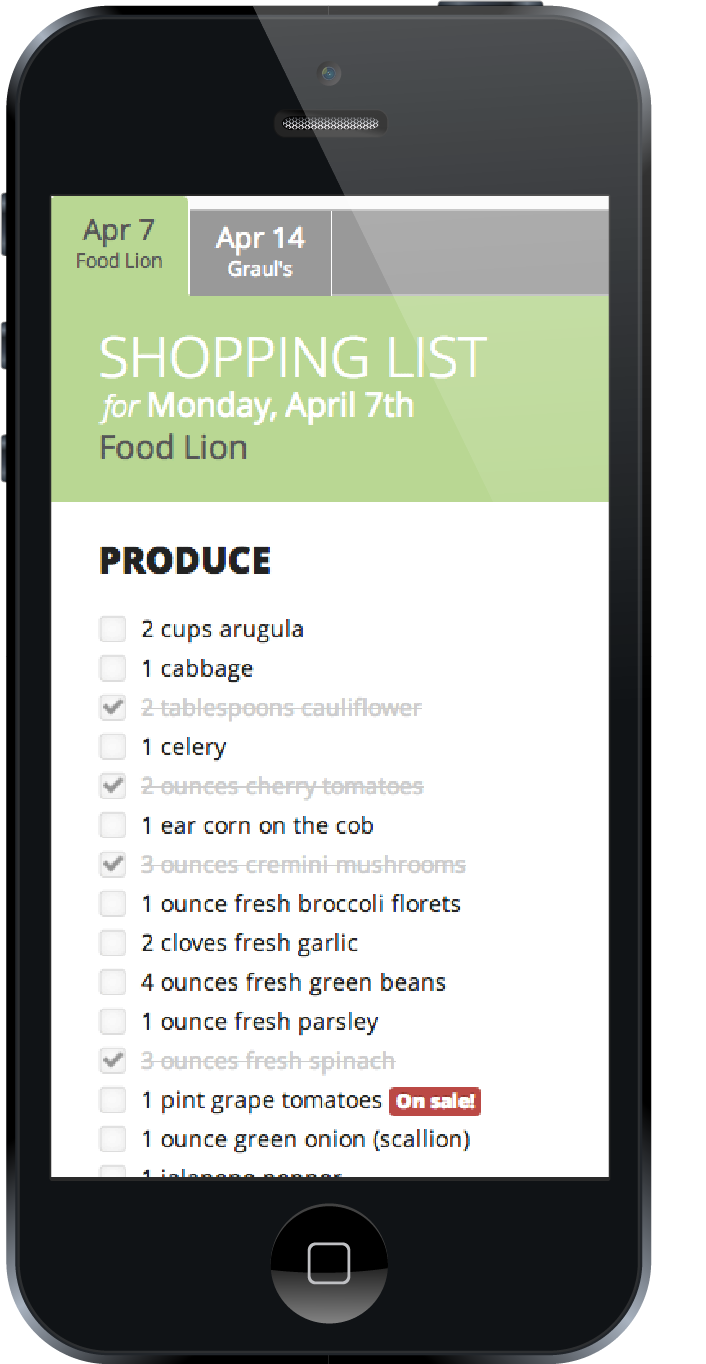 Apr 7
Food Lion
Apr 14
Graul's
SHOPPING LIST
for Monday, April 7th
Food Lion
PRODUCE
2 cups arugula
1 cabbage
2 tablespoons cauliflower
1 celery
2 ounces cherry tomatoes
1 ear corn on the cob
3 ounces cremini mushrooms
1 ounce fresh broccoli florets
2 cloves fresh garlic
4 ounces fresh green beans
1 ounce fresh parsley
3 ounces fresh spinach
1 pint grape tomatoes On sale!
1 ounce green onion (scallion)
1 jalapeno pepper